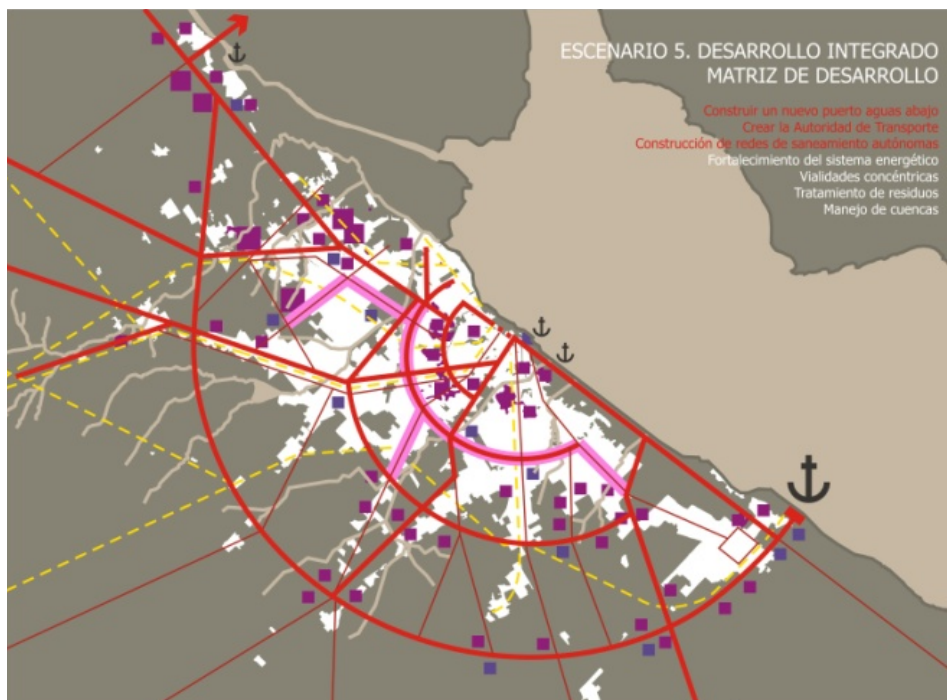 ESCENARIO 5. DESARROLLO INTEGRADO
MATRIZ DE DESARROLLO
Construir un nuevo puerto aguas abajo
Crear la Autoridad de Transporte
Construcción de redes de saneamiento autónomas
Fortalecimiento del sistema energético
Vialidades concéntricas
Tratamiento de residuos
Manejo de cuencas